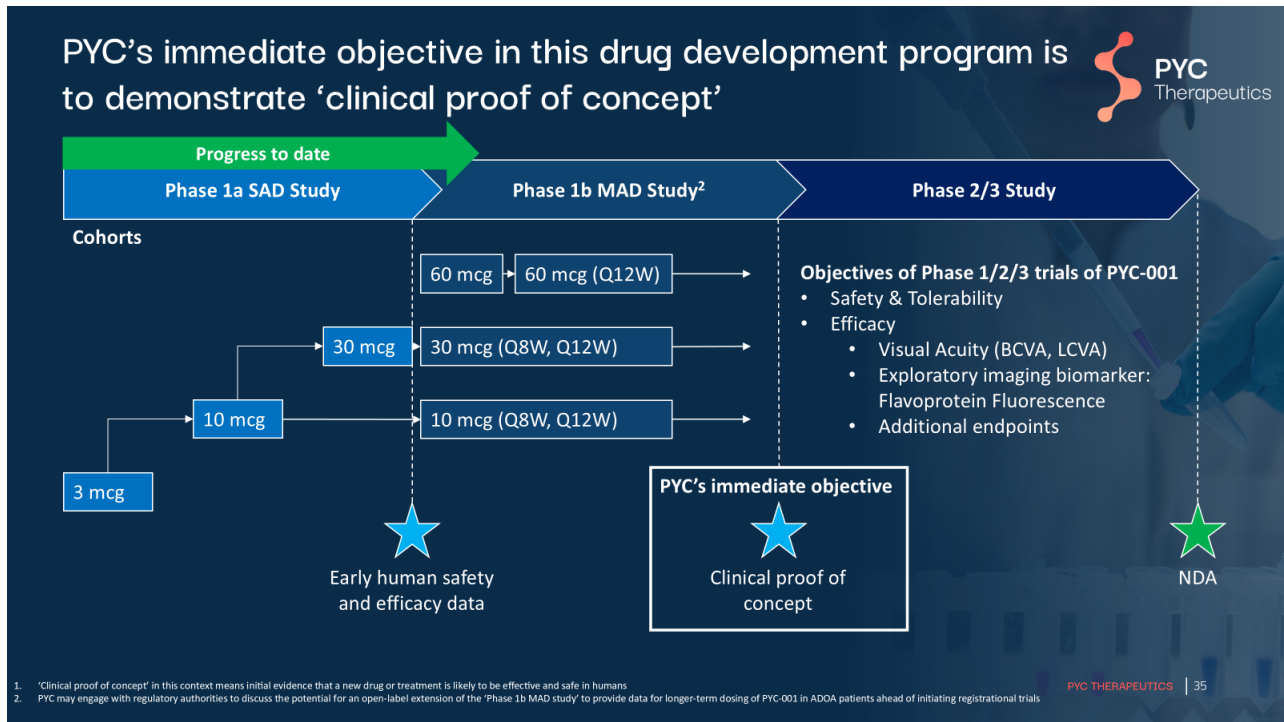 PYC's immediate objective in this drug development program is
to demonstrate 'clinical proof of concept'
PYC
Therapeutics
Progress to date
Phase 1a SAD Study
Phase 1b MAD Study²
Phase 2/3 Study
Cohorts
60 mcg
60 mcg (Q12W)
30 mcg
30 mcg (Q8W, Q12W)
10 mcg
10 mcg (Q8W, Q12W)
3 mcg
Objectives of Phase 1/2/3 trials of PYC-001
• Safety & Tolerability
• Efficacy
• Visual Acuity (BCVA, LCVA)
• Exploratory imaging biomarker:
Flavoprotein Fluorescence
• Additional endpoints
PYC's immediate objective
Early human safety
and efficacy data
Clinical proof of
concept
NDA
1. 'Clinical proof of concept' in this context means initial evidence that a new drug or treatment is likely to be effective and safe in humans
2. PYC may engage with regulatory authorities to discuss the potential for an open-label extension of the 'Phase 1b MAD study' to provide data for longer-term dosing of PYC-001 in ADOA patients ahead of initiating registrational trials
PYC THERAPEUTICS | 35